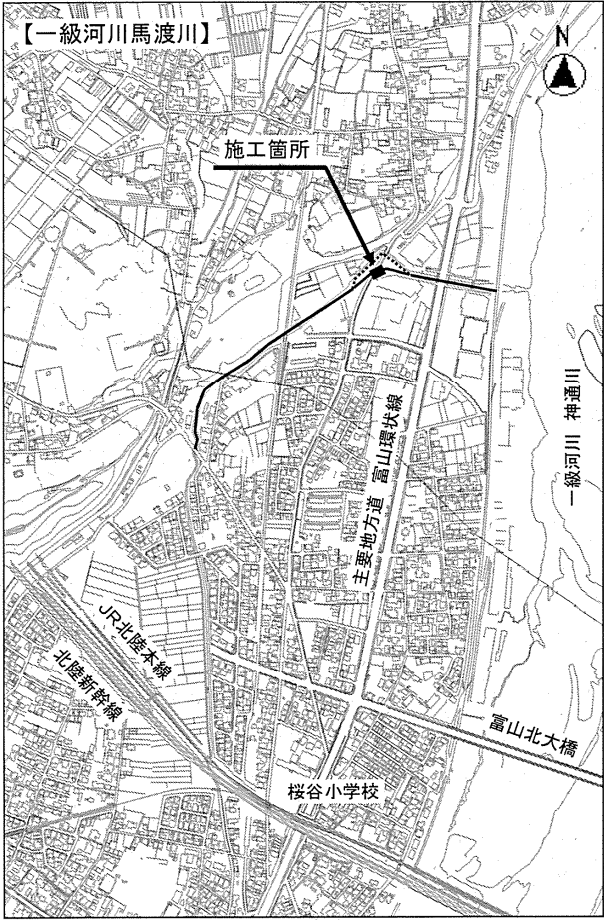 【一級河川馬渡川】
N
施工箇所
一級河川 神通川
主要地方道 富山環状線
JR北陸本線
北陸新幹線
富山北大橋
桜谷小学校